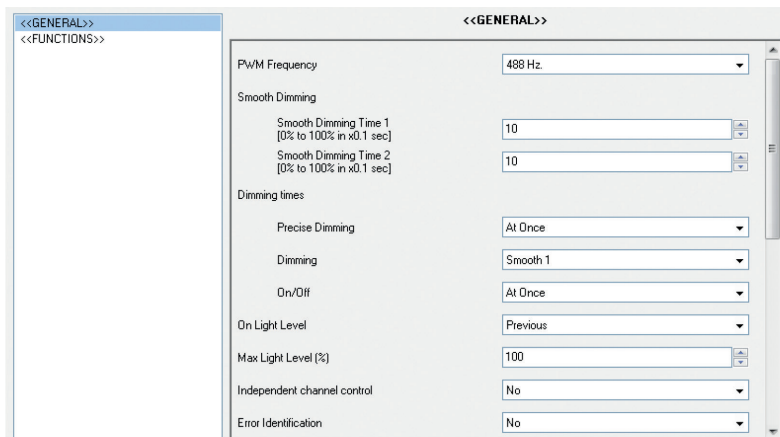 <<GENERAL>>
<<FUNCTIONS>>
<<GENERAL>>
PWM Frequency
488 Hz.
Smooth Dimming
Smooth Dimming Time 1
[0% to 100% in x0.1 sec]
10
Smooth Dimming Time 2
[0% to 100% in x0.1 sec]
10
Dimming times
Precise Dimming
At Once
Dimming
Smooth 1
On/Off
At Once
On Light Level
Previous
Max Light Level (%)
100
Independent channel control
No
Error Identification
No